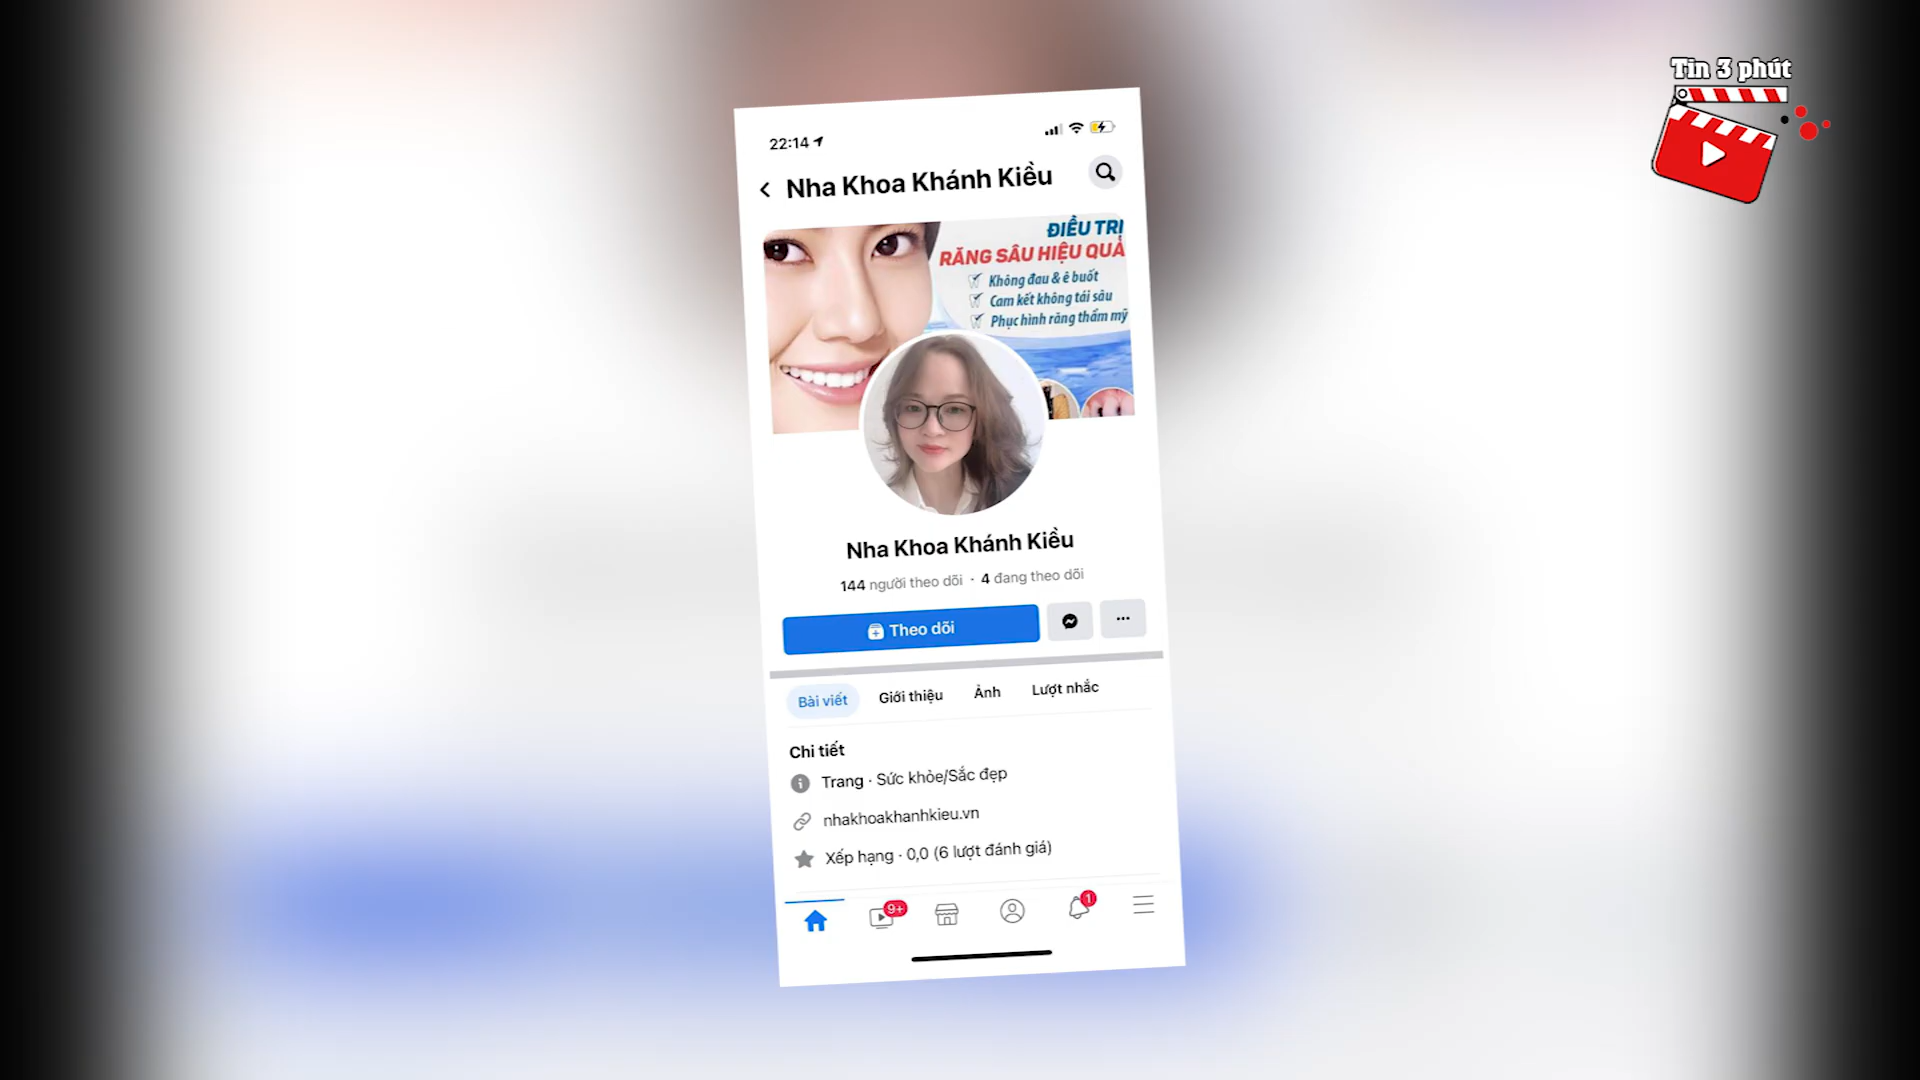 Tin 3 phút
22:14
Nha Khoa Khánh Kiều
ĐIỀU TRỊ
RĂNG SÂU HIỆU QUẢ
Không đau & ê buốt
Cam kết không tái sâu
Phục hình răng thẩm mỹ
Nha Khoa Khánh Kiều
144 người theo dõi · 4 đang theo dõi
Theo dõi
Bài viết Giới thiệu Ảnh Lượt nhắc
Chi tiết
Trang · Sức khỏe/Sắc đẹp
nhakhoakhanhkieu.vn
Xếp hạng · 0,0 (6 lượt đánh giá)
9+ 1